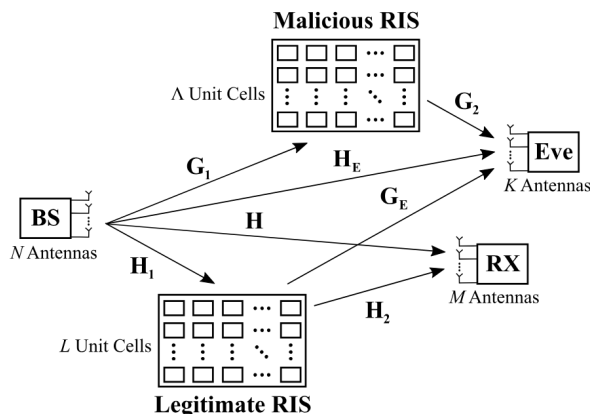 Malicious RIS
Λ Unit Cells
G₂
Eve
K Antennas
G₁
H_E
G_E
BS
N Antennas
H
H₁
RX
M Antennas
H₂
L Unit Cells
Legitimate RIS